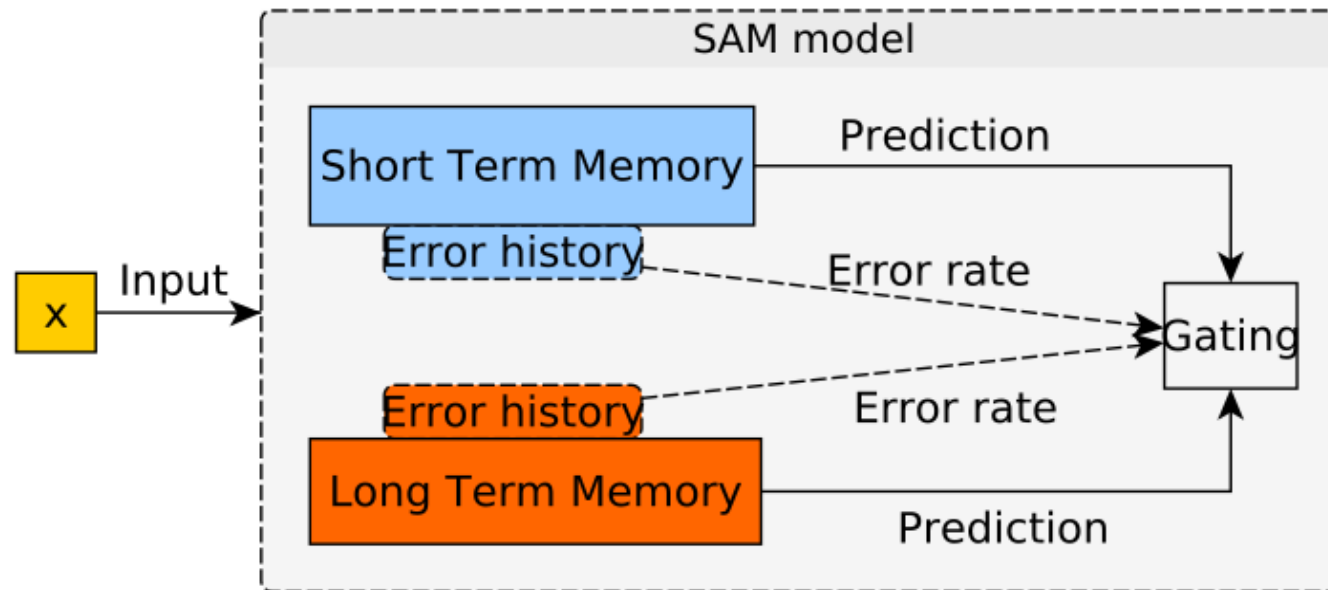 SAM model
Short Term Memory
Prediction
Error history
Error rate
Input
x
Gating
Error history
Error rate
Long Term Memory
Prediction